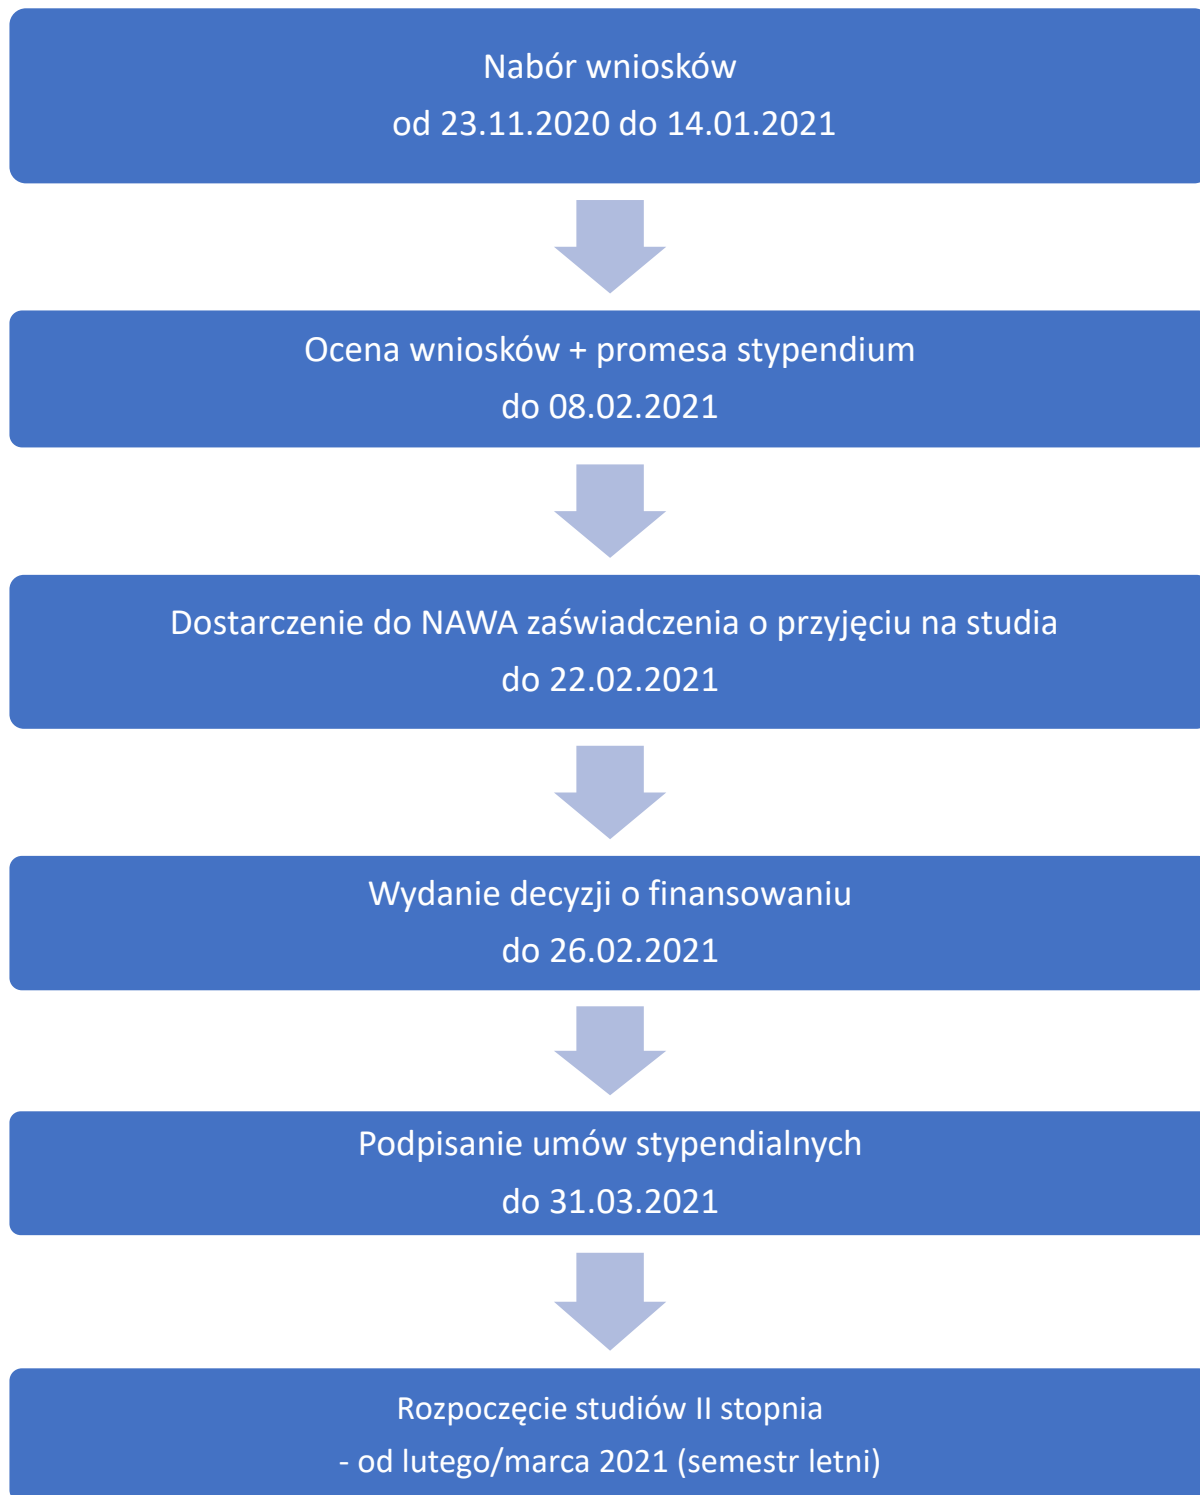 Nabór wniosków
od 23.11.2020 do 14.01.2021
Ocena wniosków + promesa stypendium
do 08.02.2021
Dostarczenie do NAWA zaświadczenia o przyjęciu na studia
do 22.02.2021
Wydanie decyzji o finansowaniu
do 26.02.2021
Podpisanie umów stypendialnych
do 31.03.2021
Rozpoczęcie studiów II stopnia
- od lutego/marca 2021 (semestr letni)